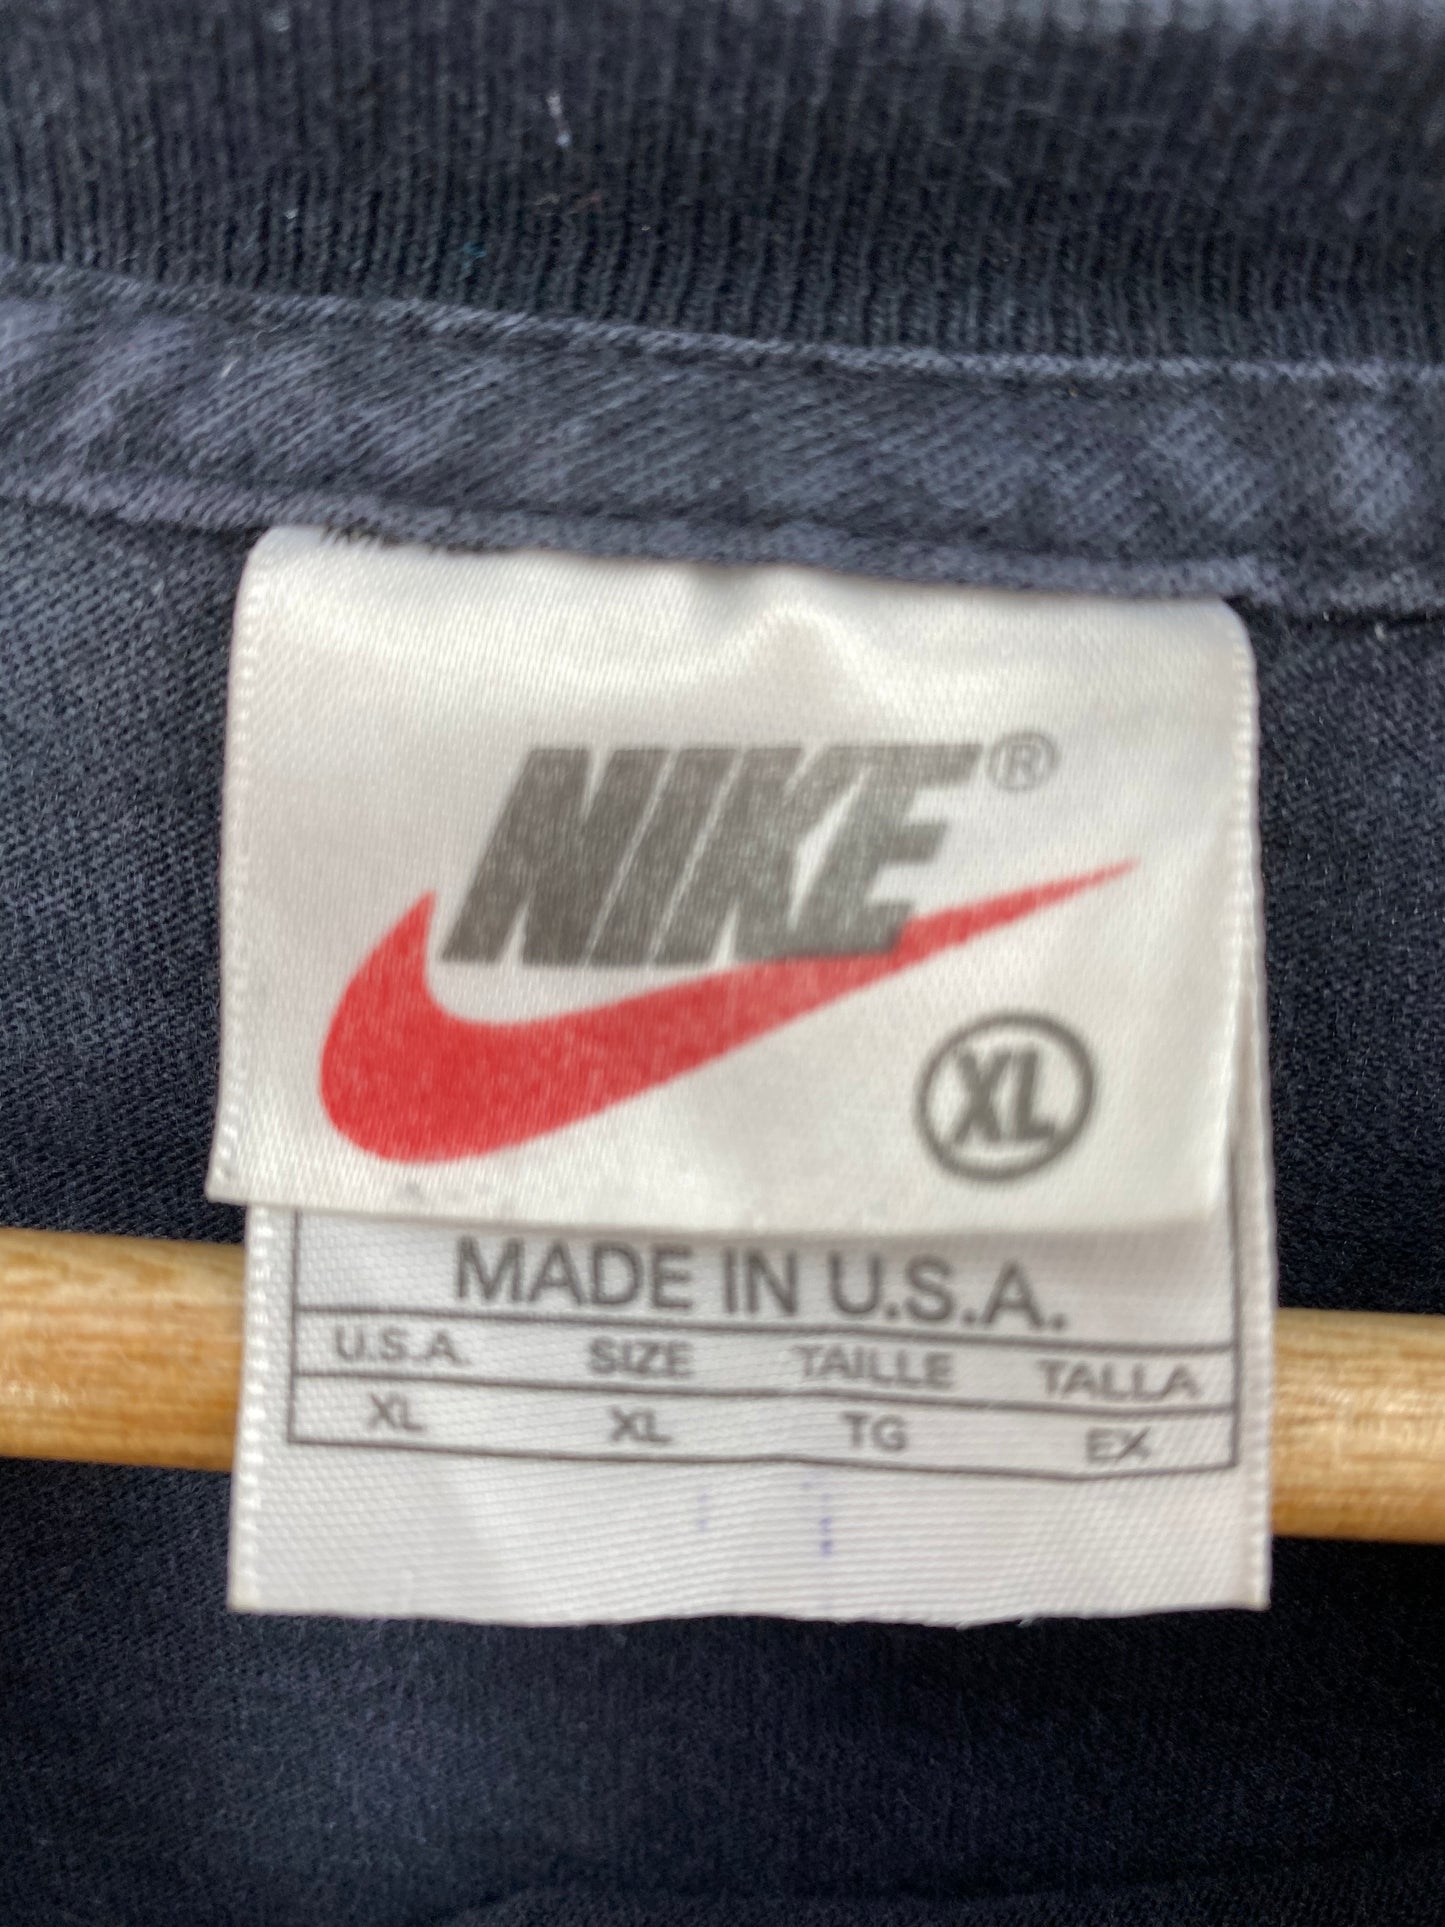 NIKE®
XL
MADE IN U.S.A.
U.S.A. SIZE TAILLE TALLA
XL XL TG EX